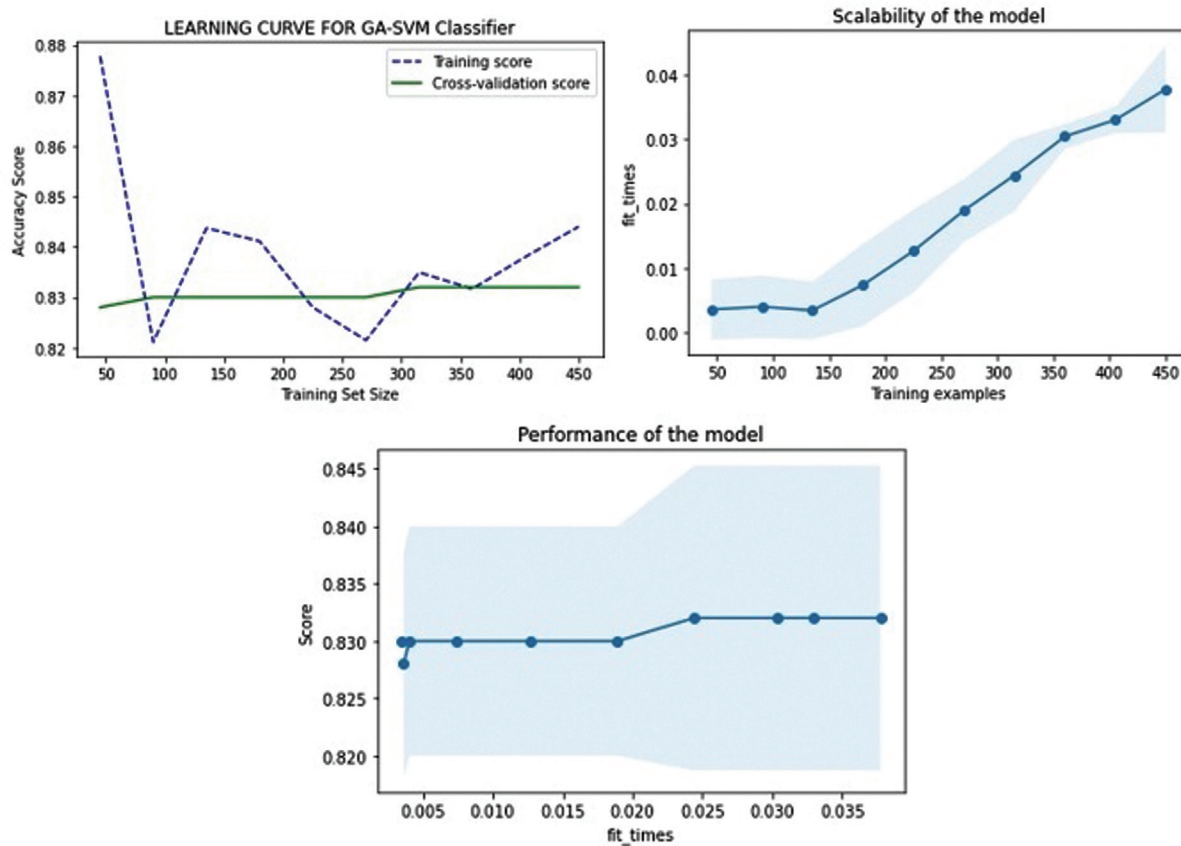 LEARNING CURVE FOR GA-SVM Classifier
Training score
Cross-validation score
Accuracy Score
0.88
0.87
0.86
0.85
0.84
0.83
0.82
50 100 150 200 250 300 350 400 450
Training Set Size
Scalability of the model
fit_times
0.04
0.03
0.02
0.01
0.00
50 100 150 200 250 300 350 400 450
Training examples
Performance of the model
Score
0.845
0.840
0.835
0.830
0.825
0.820
0.005 0.010 0.015 0.020 0.025 0.030 0.035
fit_times